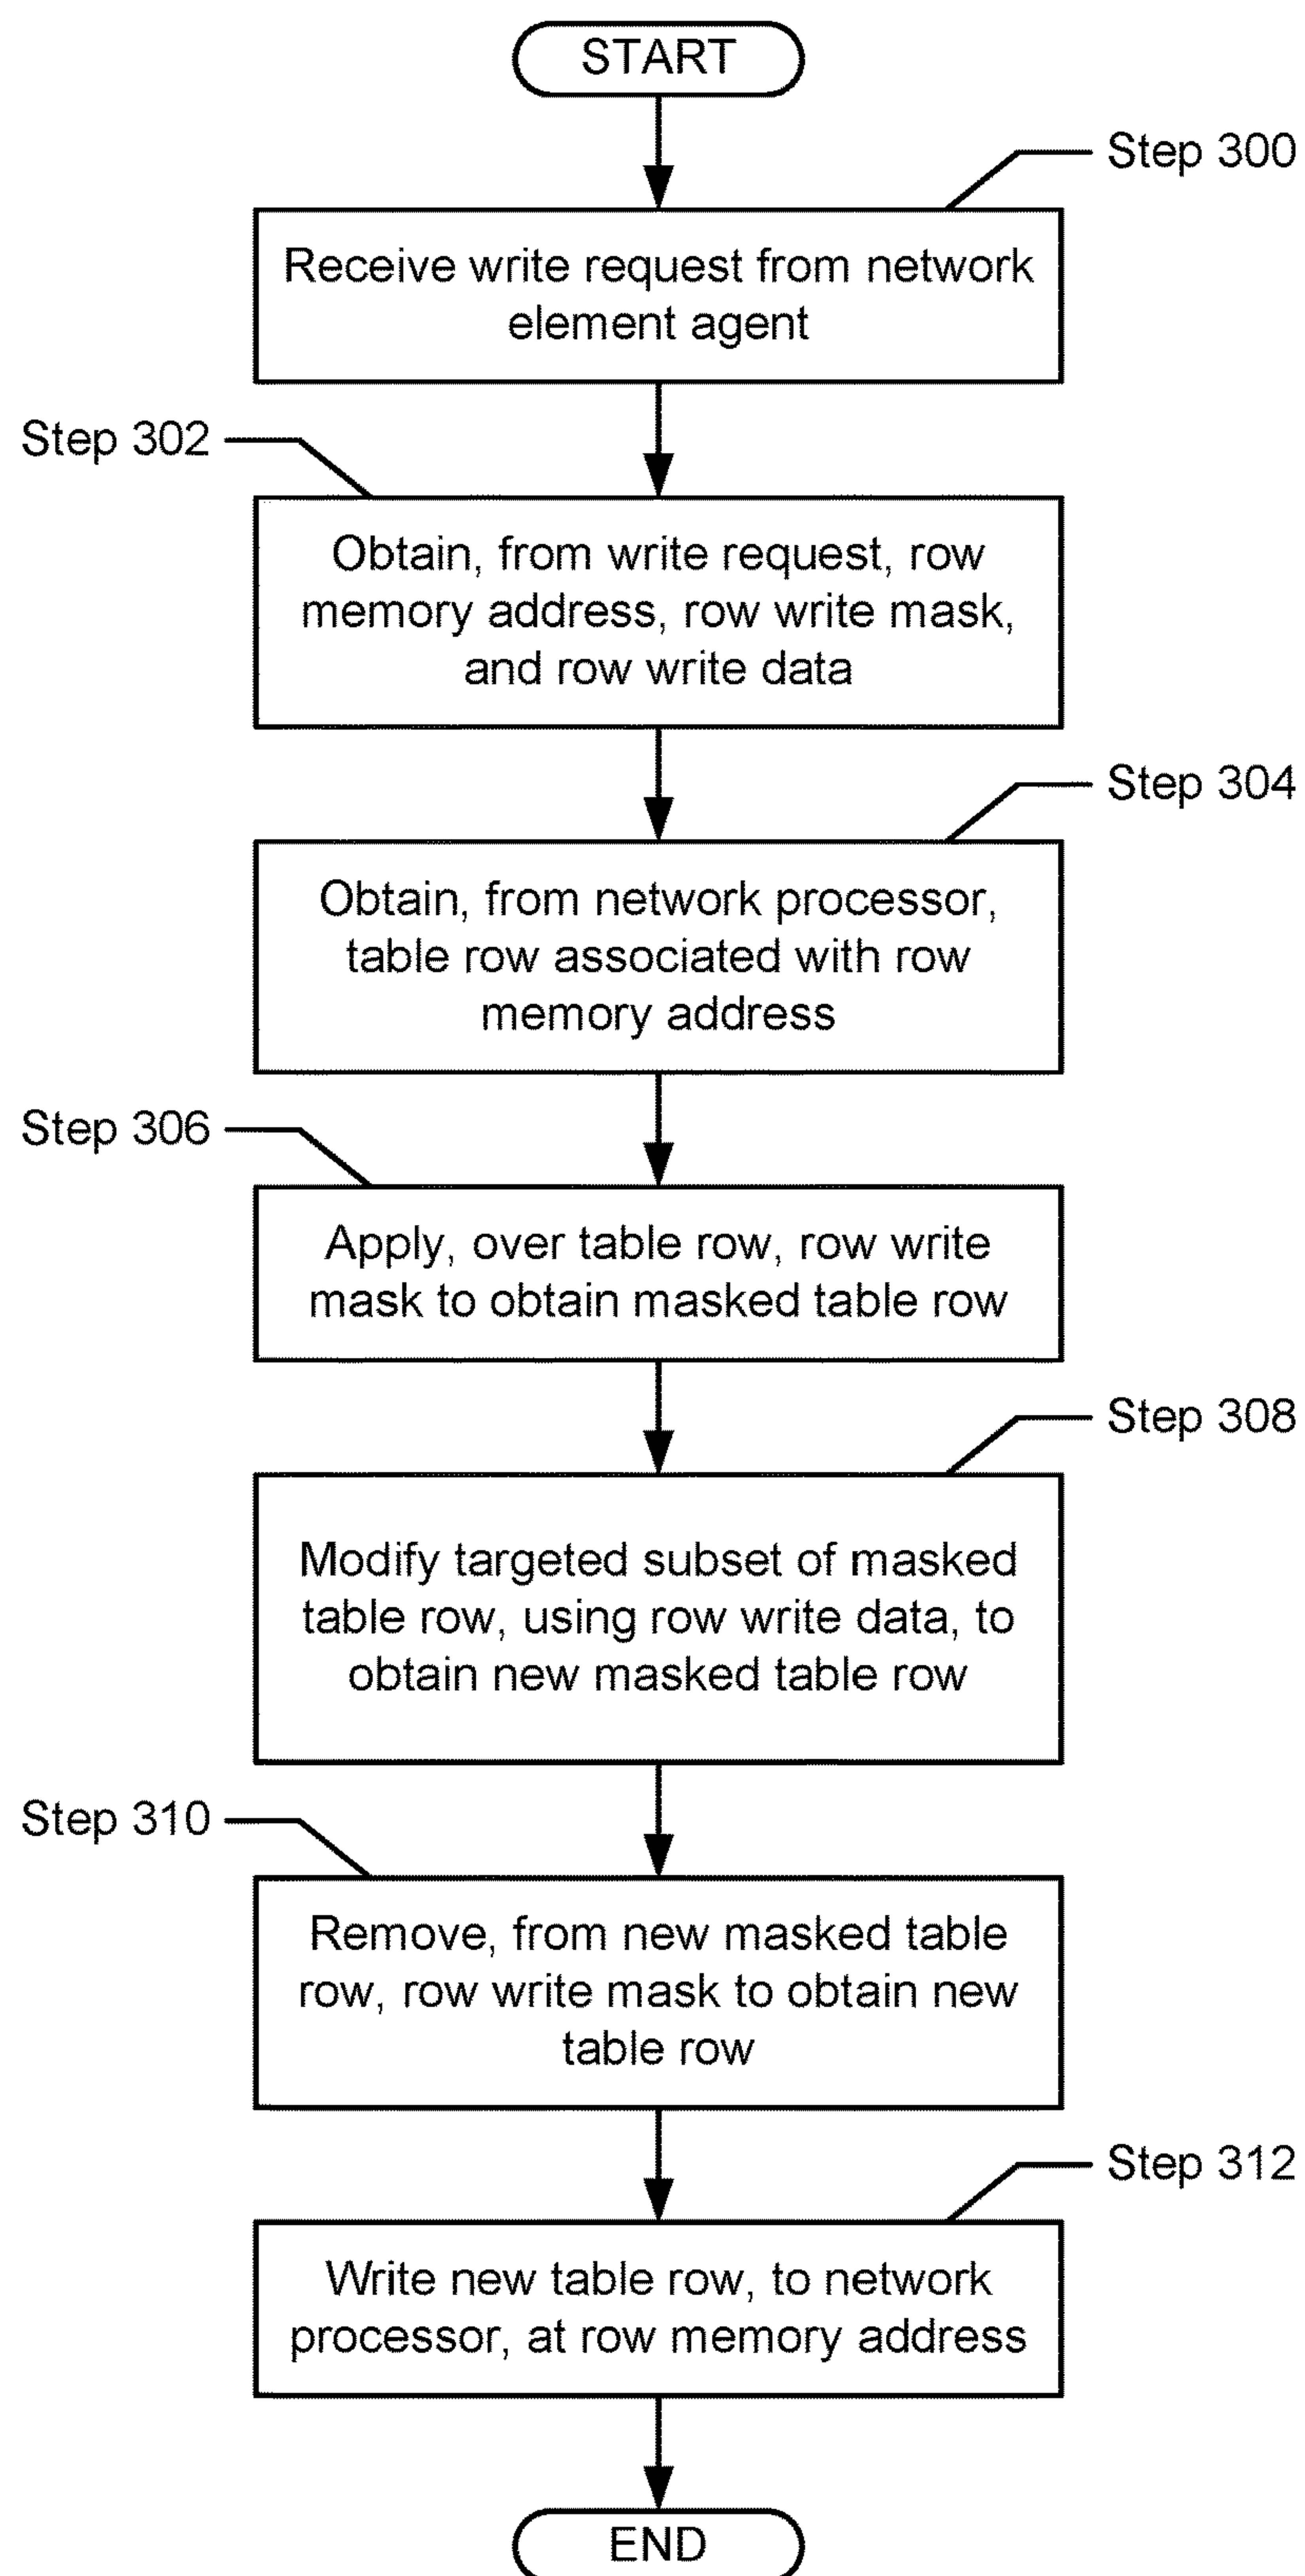 START
Step 300
Receive write request from network
element agent
Step 302
Obtain, from write request, row
memory address, row write mask,
and row write data
Step 304
Obtain, from network processor,
table row associated with row
memory address
Step 306
Apply, over table row, row write
mask to obtain masked table row
Step 308
Modify targeted subset of masked
table row, using row write data, to
obtain new masked table row
Step 310
Remove, from new masked table
row, row write mask to obtain new
table row
Step 312
Write new table row, to network
processor, at row memory address
END